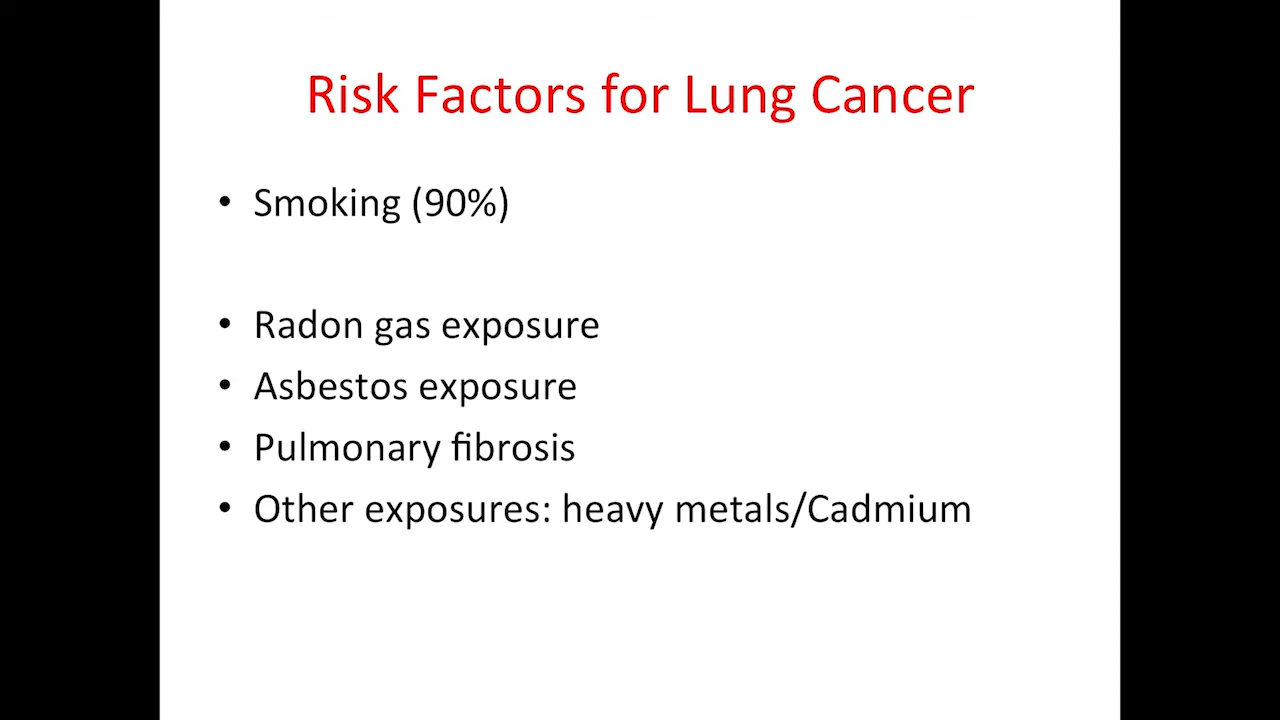 Risk Factors for Lung Cancer
• Smoking (90%)
• Radon gas exposure
• Asbestos exposure
• Pulmonary fibrosis
• Other exposures: heavy metals/Cadmium